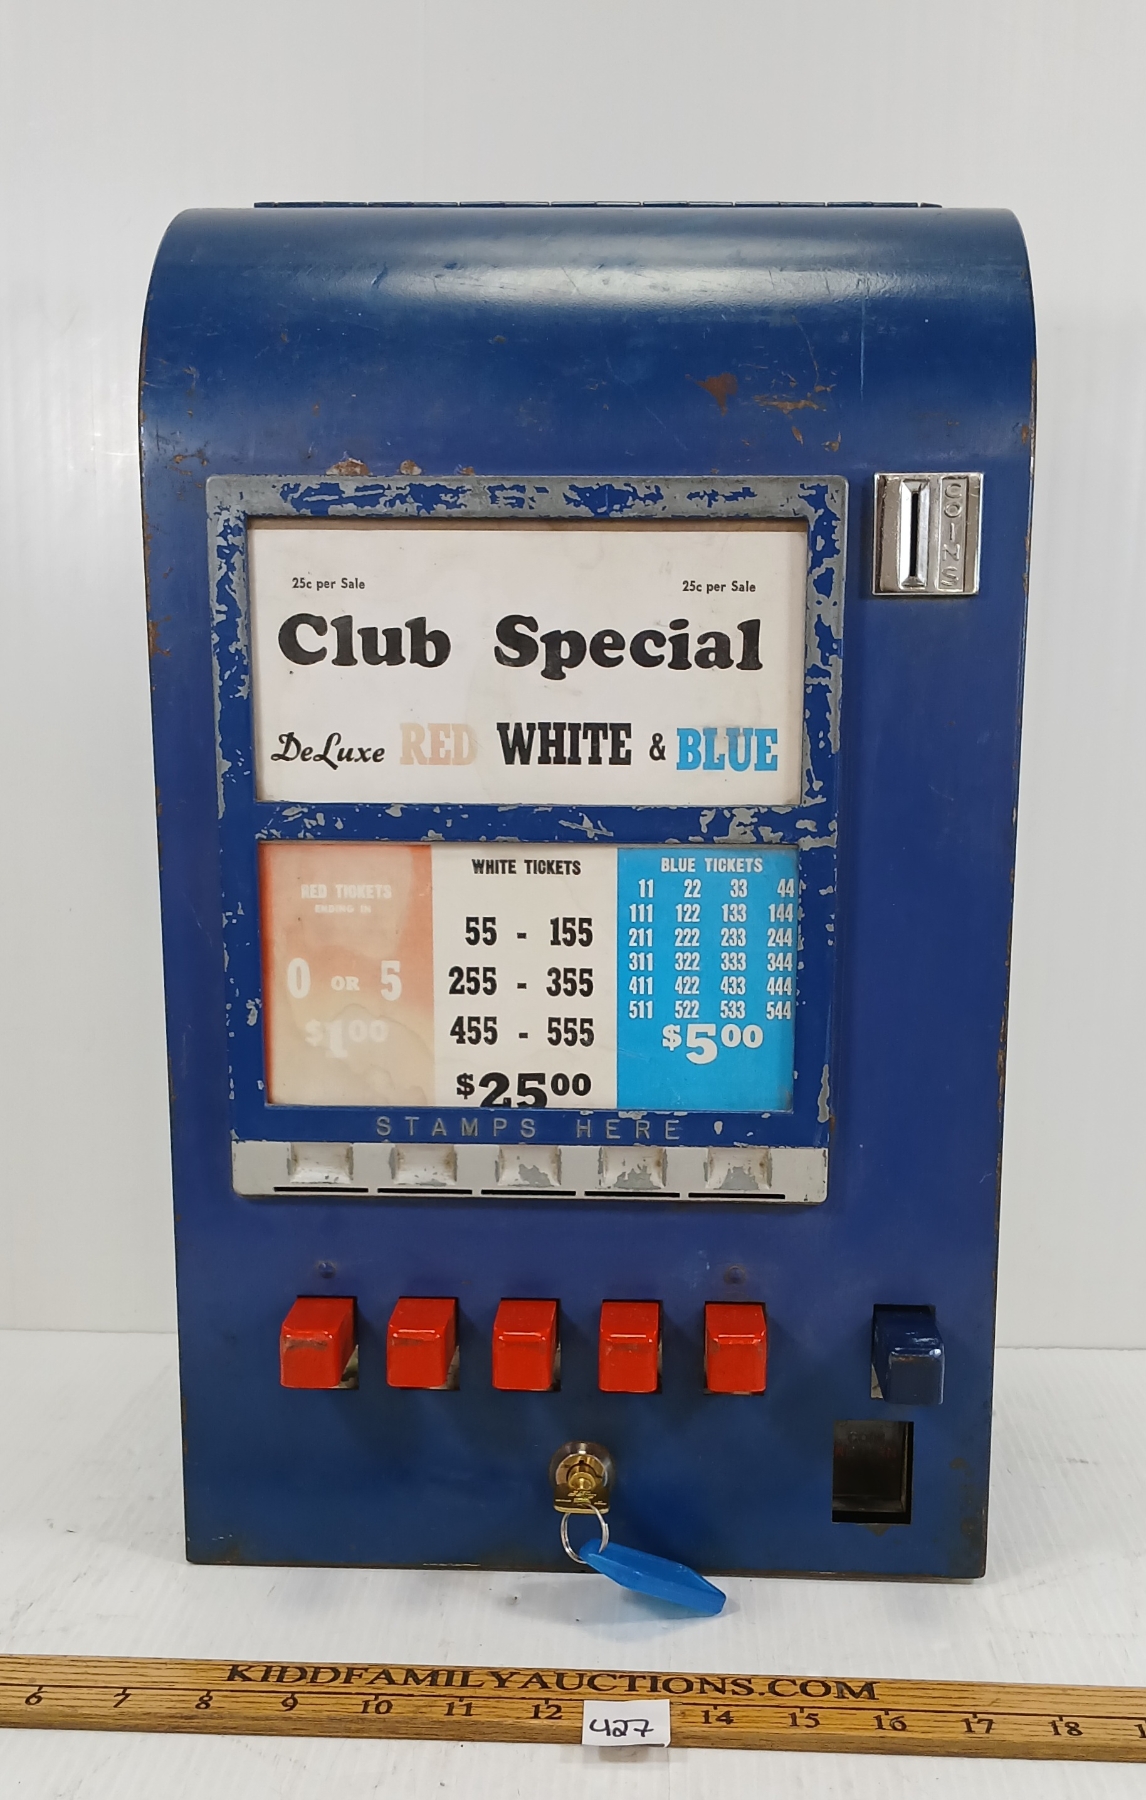 COINS
25c per Sale 25c per Sale
Club Special
DeLuxe RED WHITE & BLUE
RED TICKETS
ENDING IN
0 OR 5
$1.00
WHITE TICKETS
55 - 155
255 - 355
455 - 555
$25.00
BLUE TICKETS
11 22 33 44
111 122 133 144
211 222 233 244
311 322 333 344
411 422 433 444
511 522 533 544
$5.00
STAMPS HERE
KIDDFAMILYAUCTIONS.COM
6 7 8 9 10 11 12 14 15 16 17 18
427